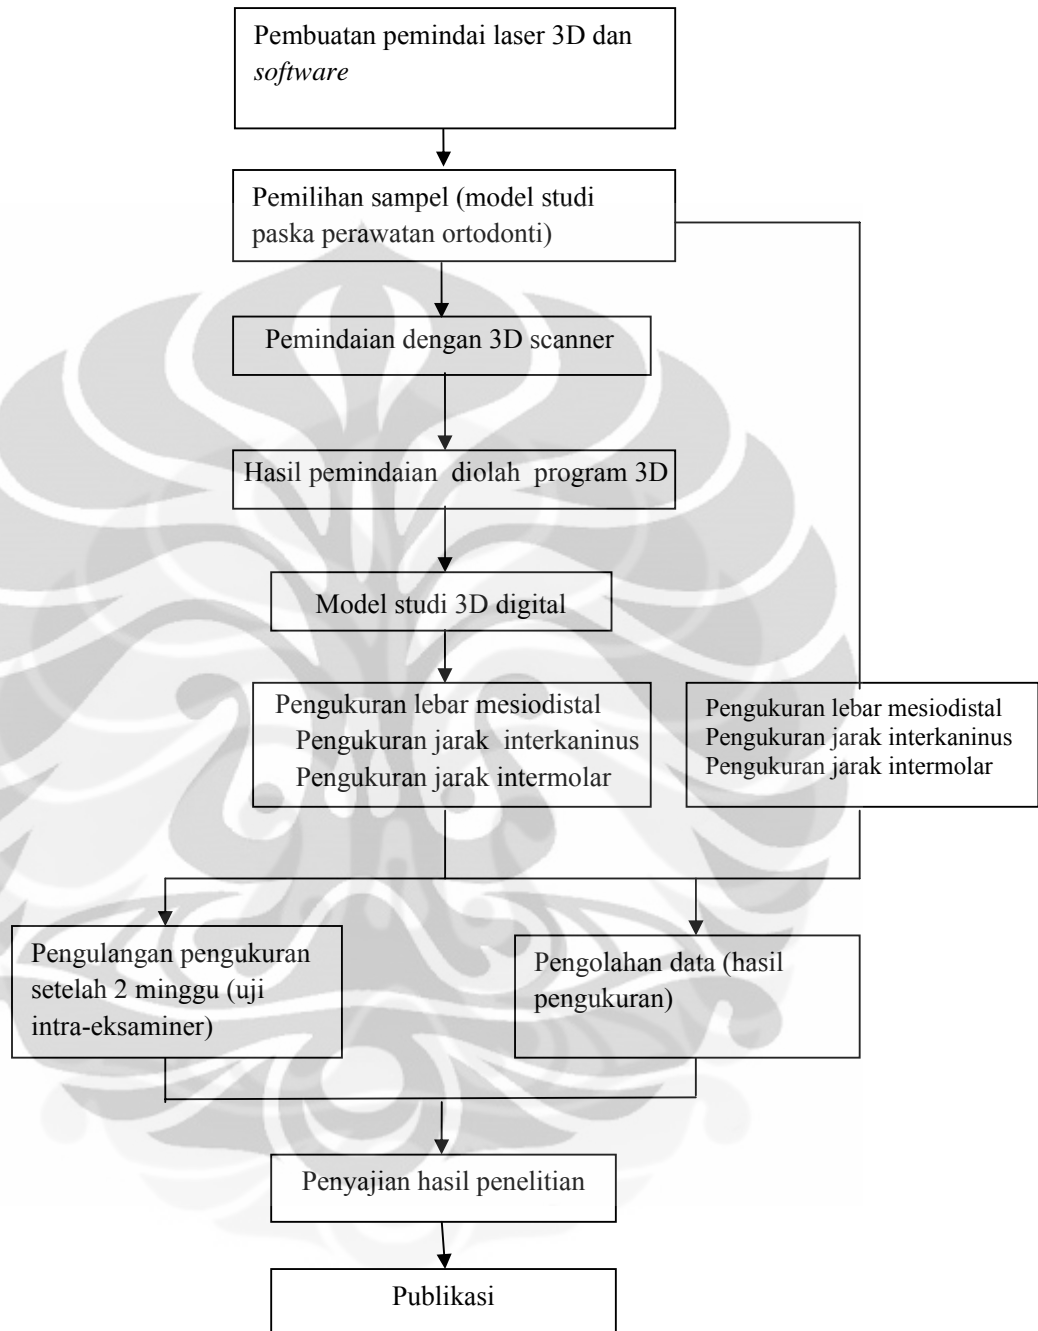 Pembuatan pemindai laser 3D dan
software
Pemilihan sampel (model studi
paska perawatan ortodonti)
Pemindaian dengan 3D scanner
Hasil pemindaian diolah program 3D
Model studi 3D digital
Pengukuran lebar mesiodistal
Pengukuran jarak interkaninus
Pengukuran jarak intermolar
Pengukuran lebar mesiodistal
Pengukuran jarak interkaninus
Pengukuran jarak intermolar
Pengulangan pengukuran
setelah 2 minggu (uji
intra-eksaminer)
Pengolahan data (hasil
pengukuran)
Penyajian hasil penelitian
Publikasi